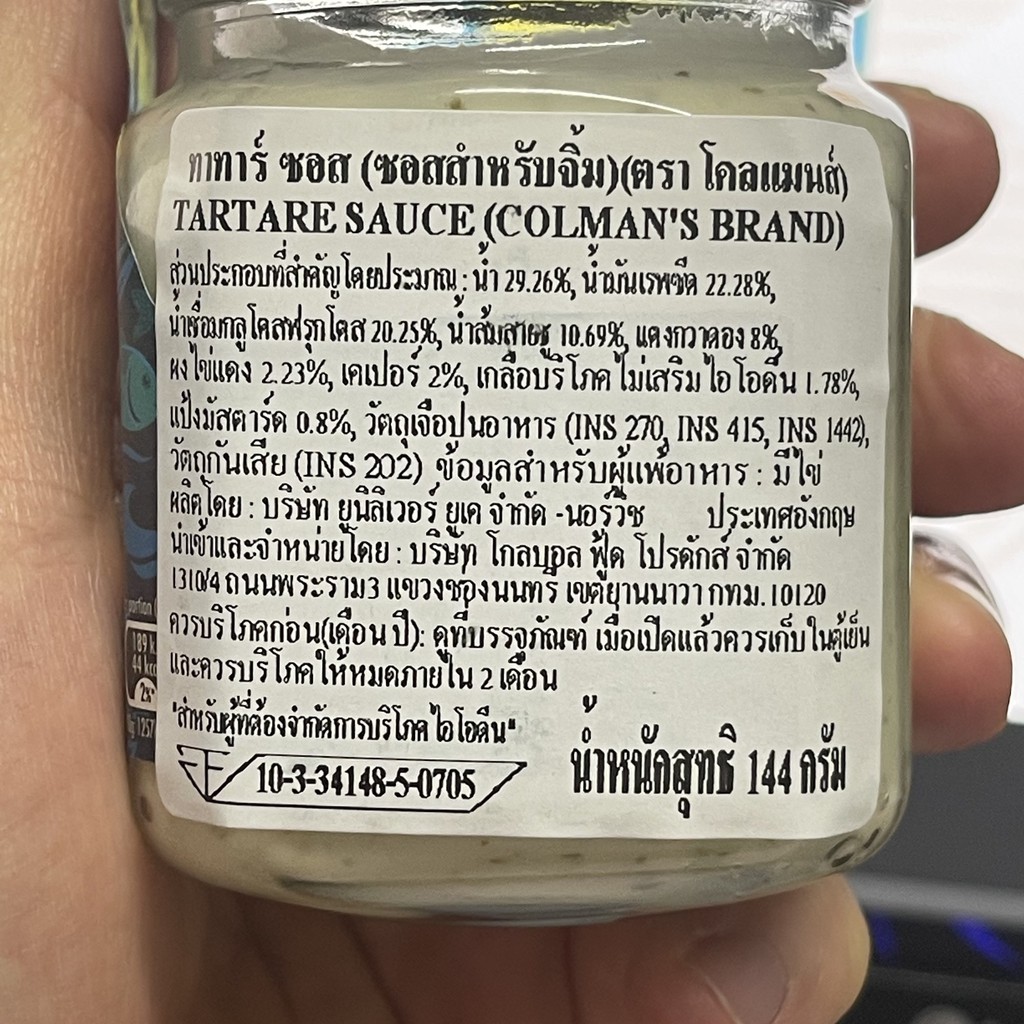 ทาทาร์ ซอส (ซอสสำหรับจิ้ม)(ตรา โคลแมนส์)
TARTARE SAUCE (COLMAN'S BRAND)
ส่วนประกอบที่สำคัญโดยประมาณ : น้ำ 29.26%, น้ำมันเรพซีด 22.28%,
น้ำเชื่อมกลูโคสฟรุกโตส 20.25%, น้ำส้มสายชู 10.69%, แตงกวาดอง 8%,
ผงไข่แดง 2.23%, เคเปอร์ 2%, เกลือบริโภคไม่เสริมไอโอดีน 1.78%,
แป้งมัสตาร์ด 0.8%, วัตถุเจือปนอาหาร (INS 270, INS 415, INS 1442),
วัตถุกันเสีย (INS 202) ข้อมูลสำหรับผู้แพ้อาหาร : มีไข่
ผลิตโดย : บริษัท ยูนิลิเวอร์ ยูเค จำกัด -นอร์วิช ประเทศอังกฤษ
นำเข้าและจำหน่ายโดย : บริษัท โกลบอล ฟู้ด โปรดักส์ จำกัด
1310/4 ถนนพระราม3 แขวงช่องนนทรี เขตยานนาวา กทม. 10120
ควรบริโภคก่อน(เดือน ปี): ดูที่บรรจุภัณฑ์ เมื่อเปิดแล้วควรเก็บในตู้เย็น
และควรบริโภคให้หมดภายใน 2 เดือน
"สำหรับผู้ที่ต้องจำกัดการบริโภคไอโอดีน"
10-3-34148-5-0705
น้ำหนักสุทธิ 144 กรัม
portion
189 k
44 kc
2%*
1257